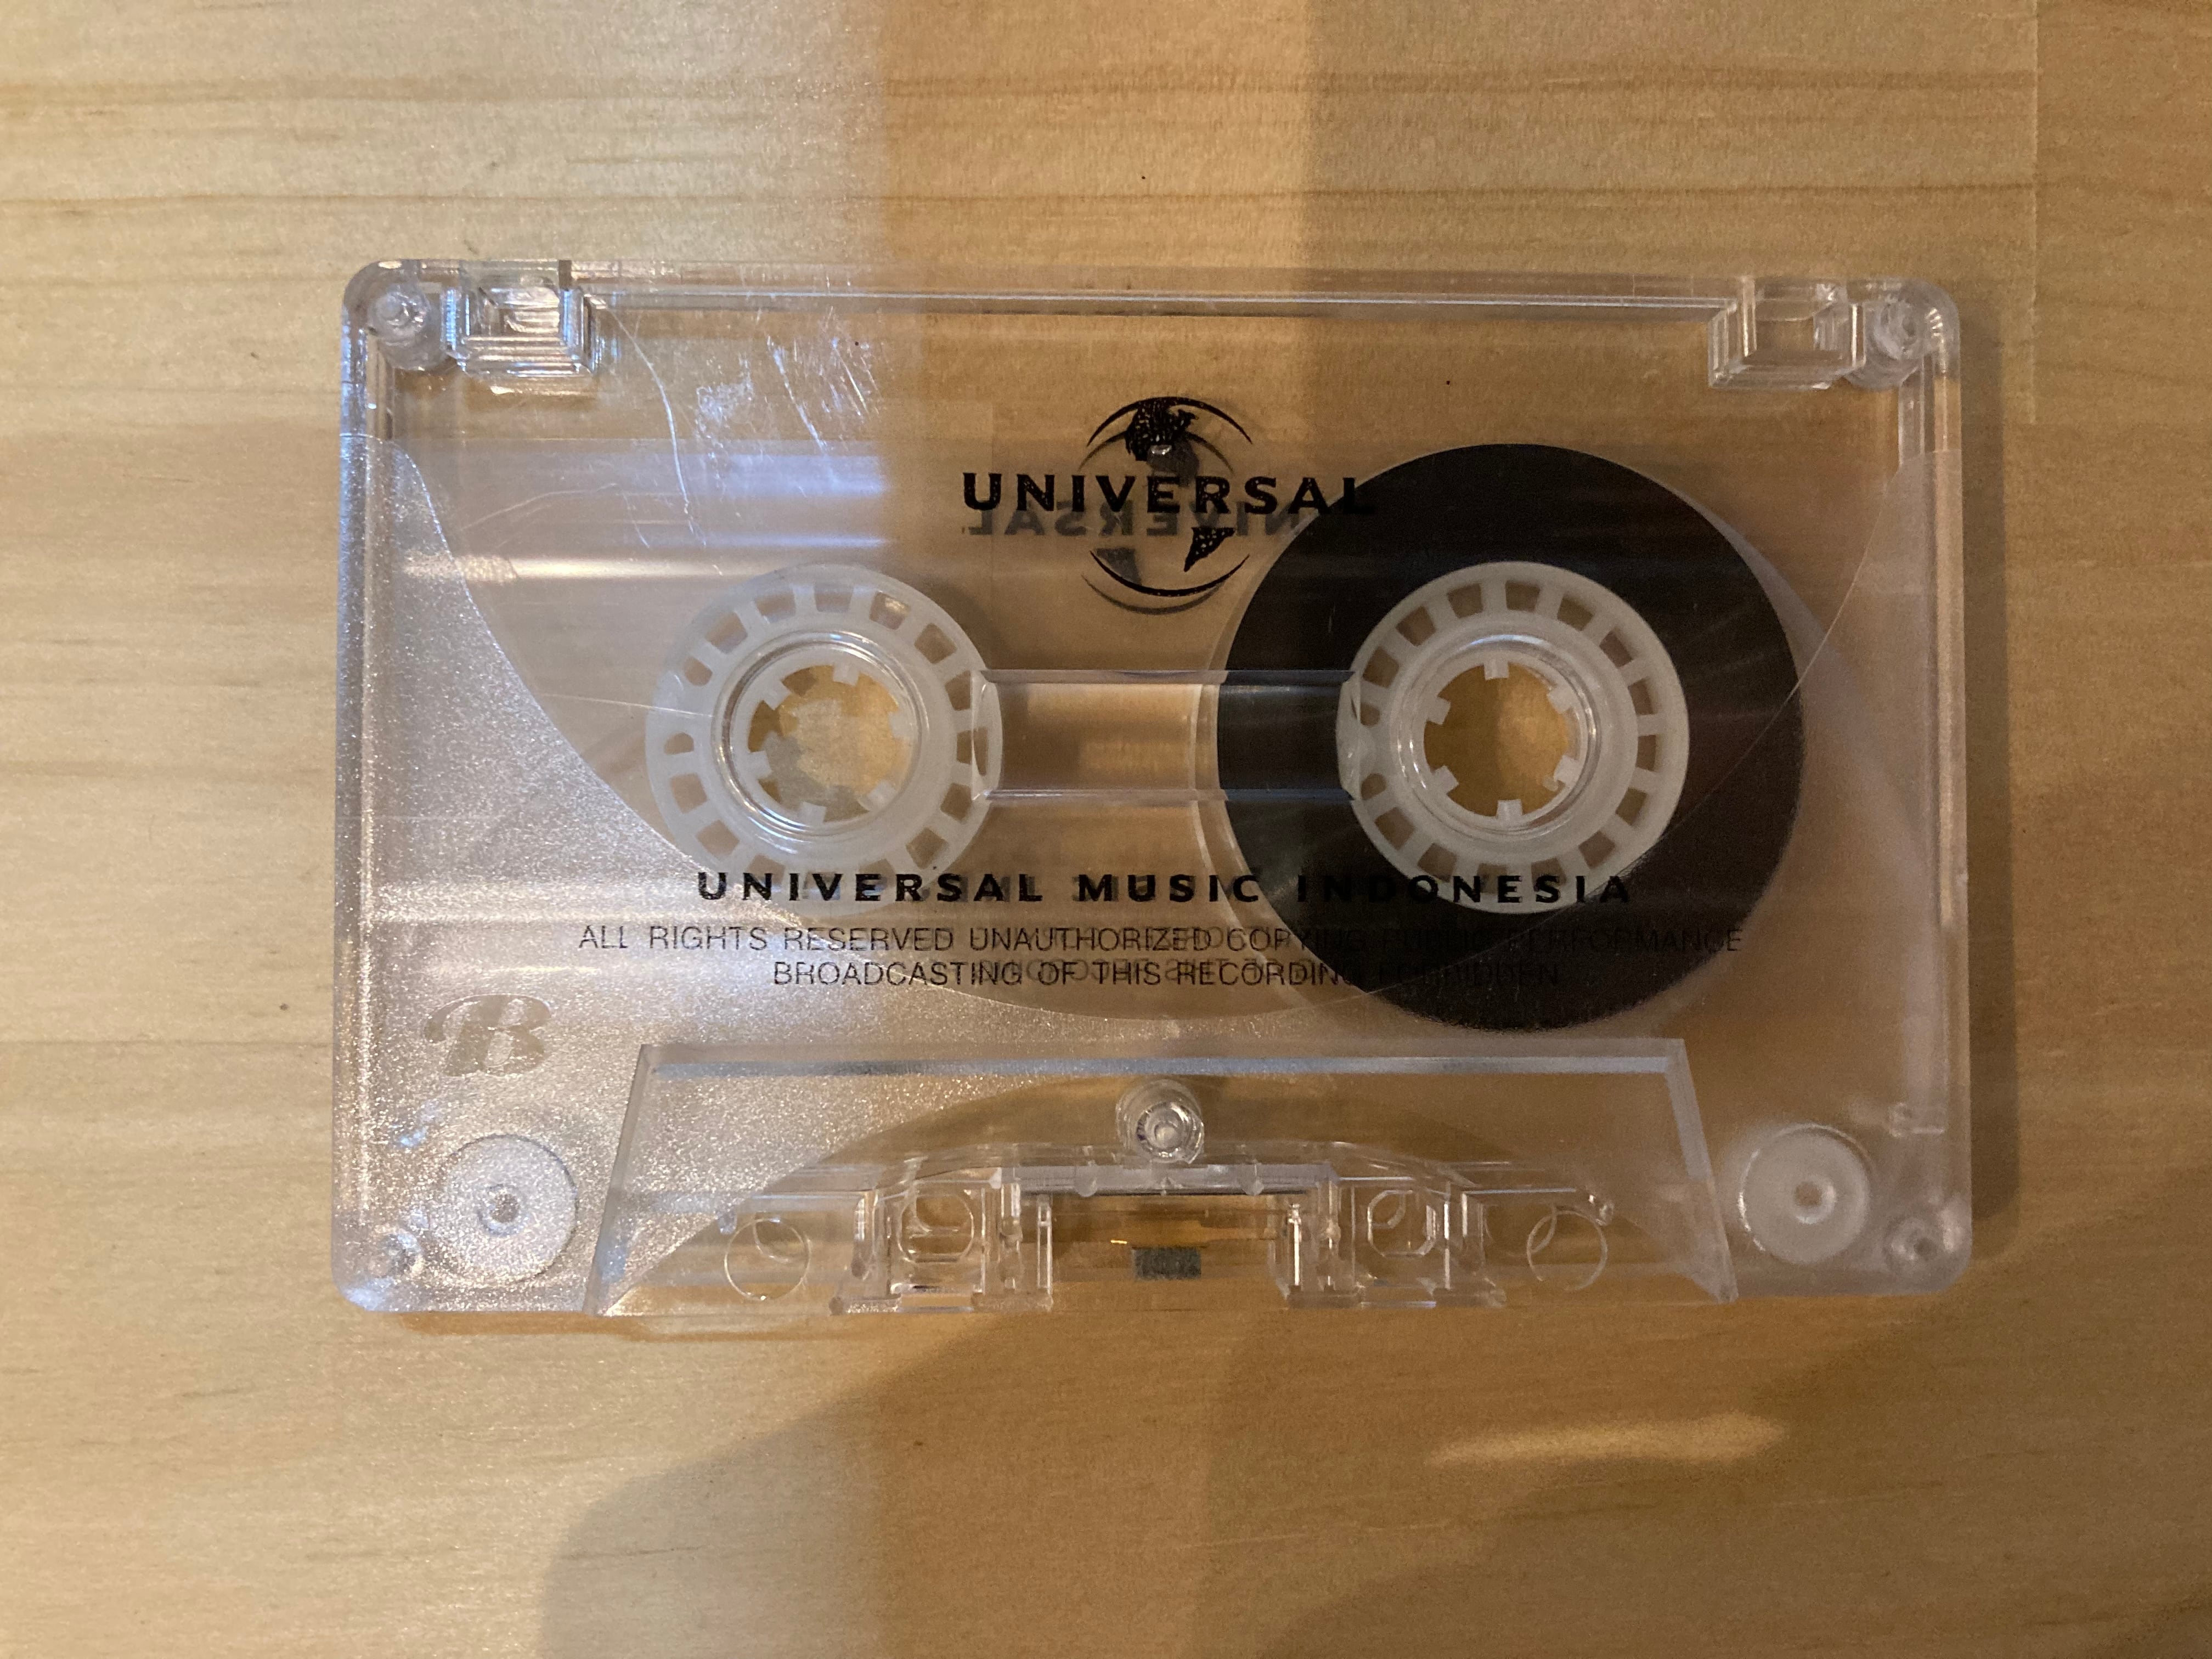 UNIVERSAL
UNIVERSAL MUSIC INDONESIA
ALL RIGHTS RESERVED UNAUTHORIZED COPYING PUBLIC PERFORMANCE
BROADCASTING OF THIS RECORDING FORBIDDEN
B